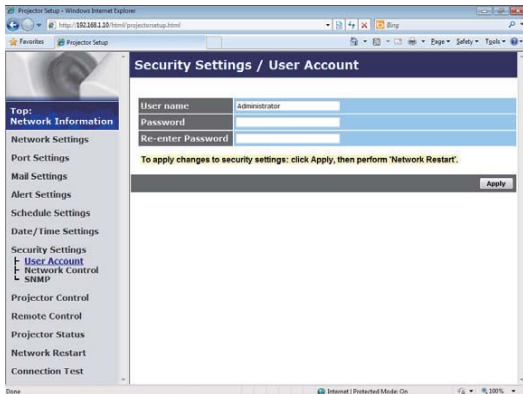 Projector Setup - Windows Internet Explorer
http://192.168.1.10/html/projectorsetup.html
Bing
Favorites
Projector Setup
Page
Safety
Tools
Security Settings / User Account
Top:
Network Information
Network Settings
Port Settings
Mail Settings
Alert Settings
Schedule Settings
Date/Time Settings
Security Settings
User Account
Network Control
SNMP
Projector Control
Remote Control
Projector Status
Network Restart
Connection Test
User name
Administrator
Password
Re-enter Password
To apply changes to security settings: click Apply, then perform 'Network Restart'.
Apply
Done
Internet | Protected Mode: On
100%